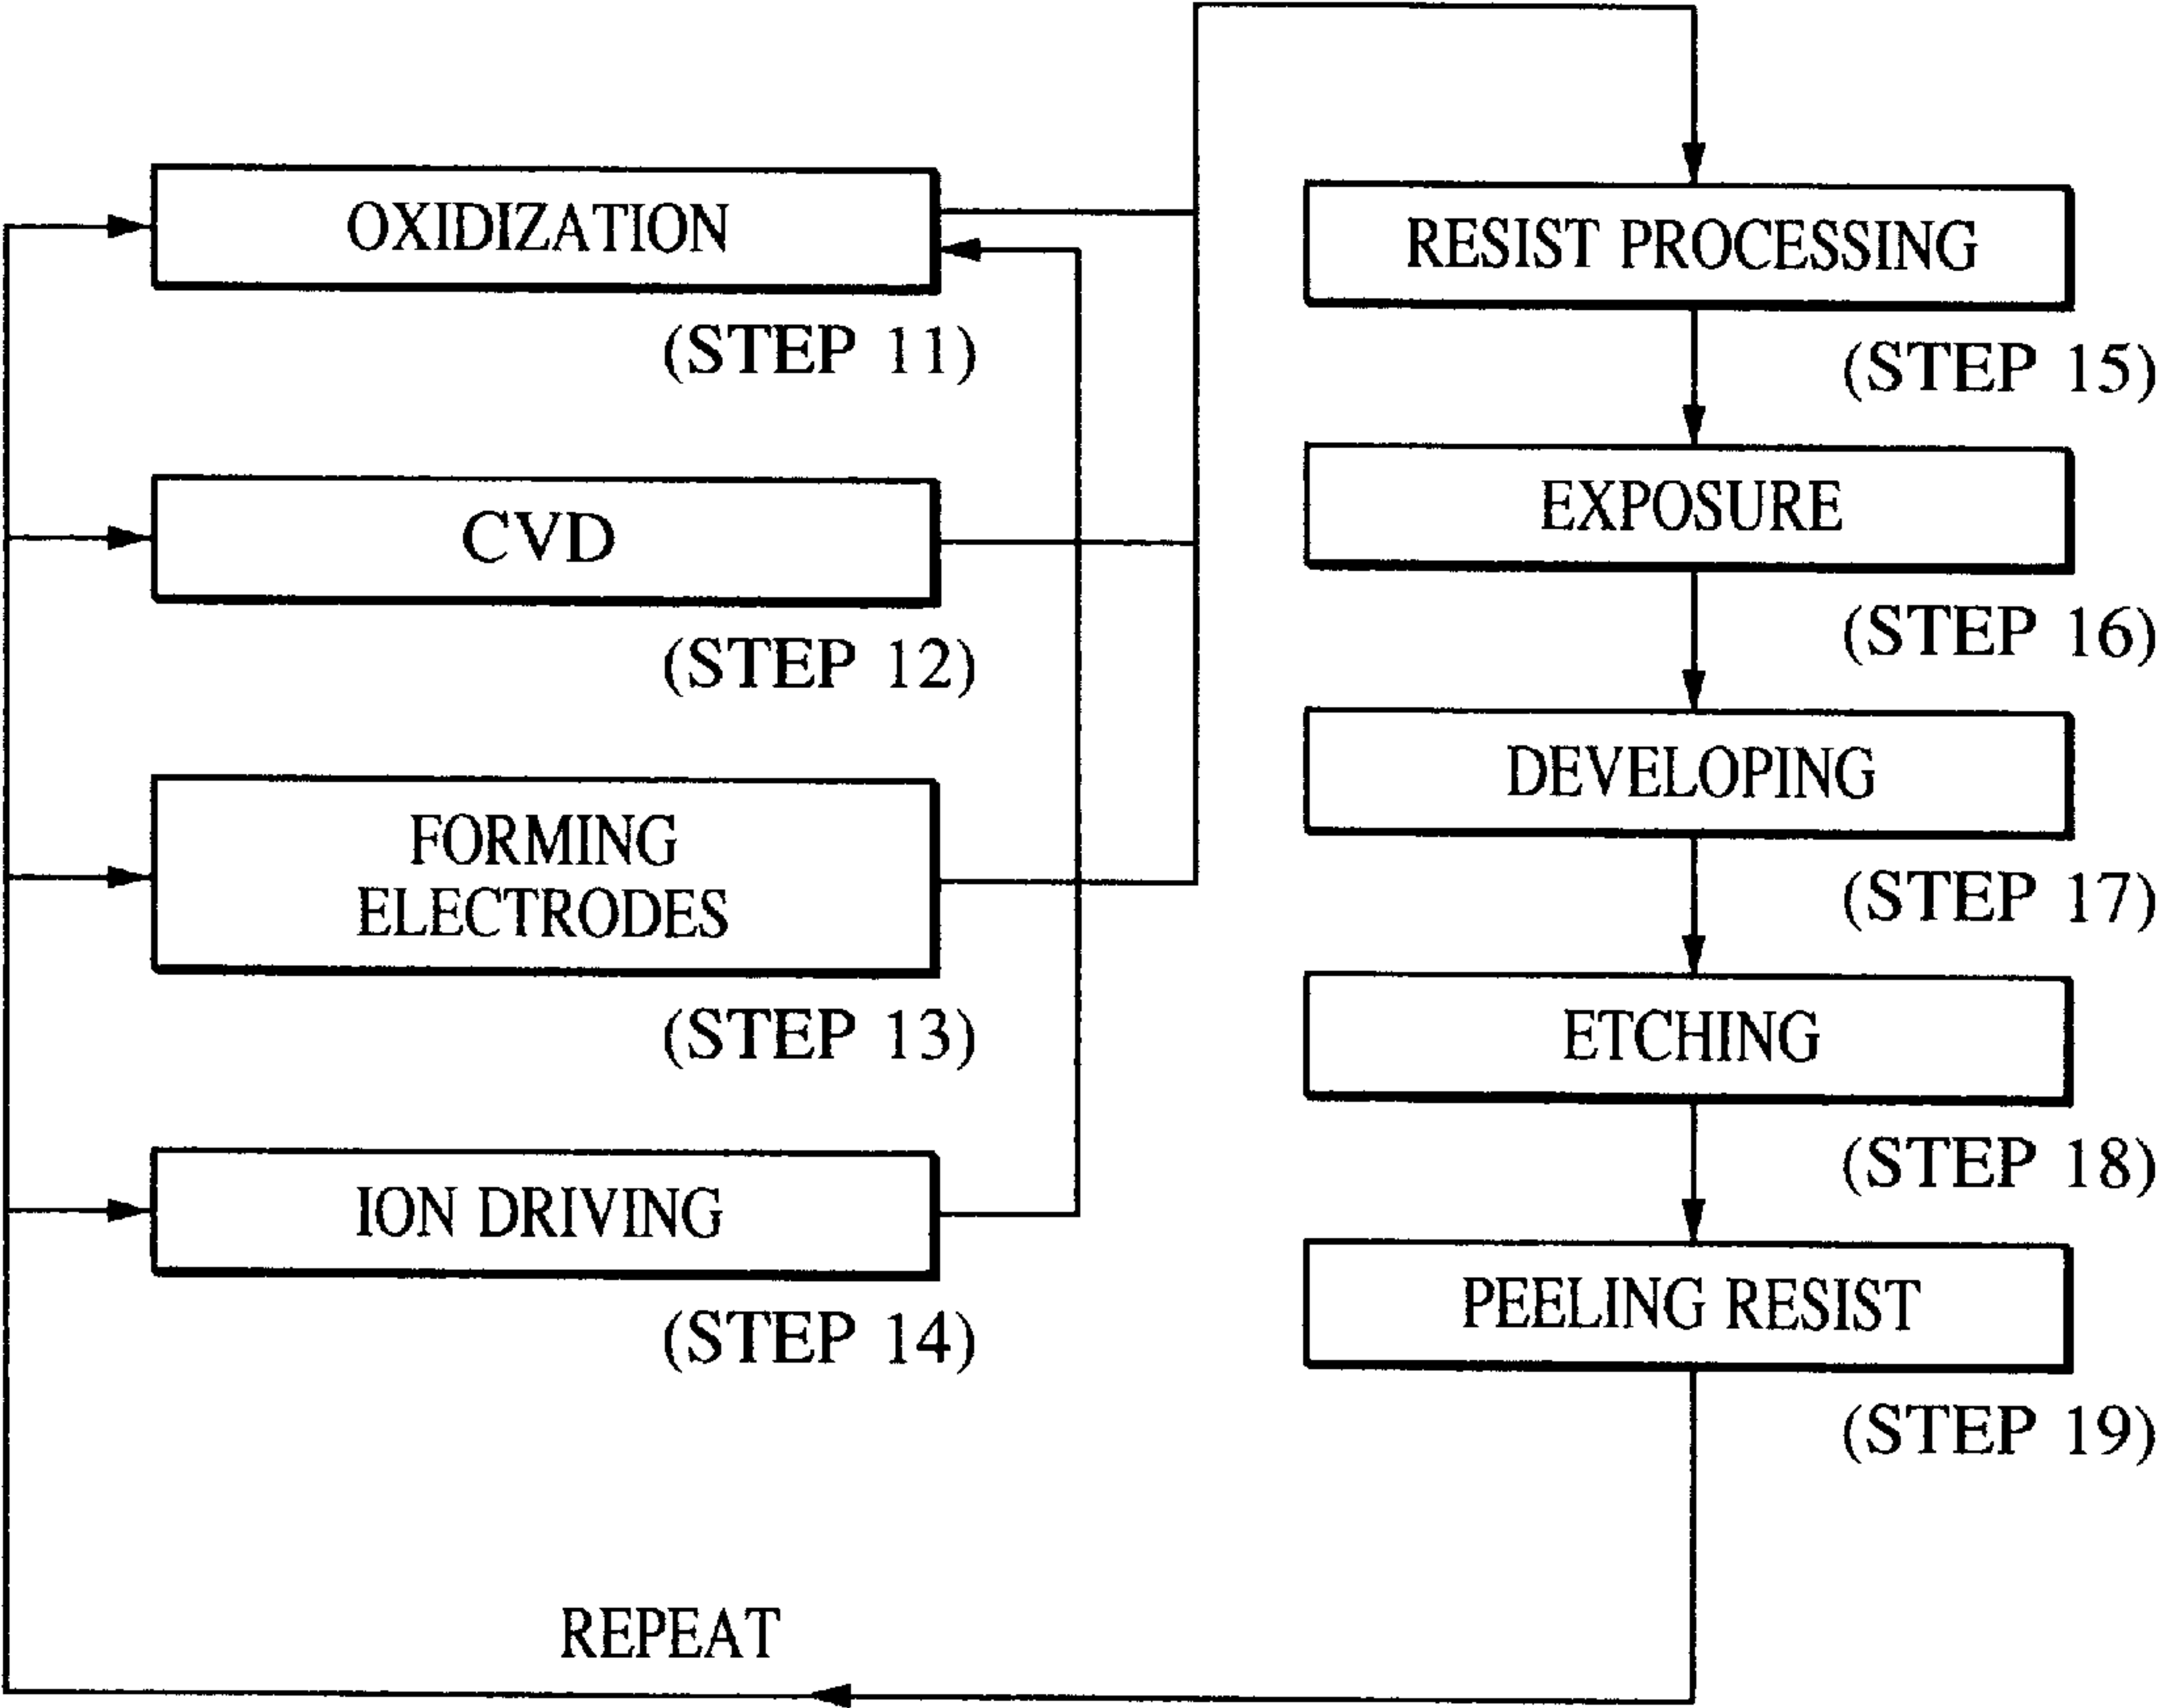 OXIDIZATION
(STEP 11)
CVD
(STEP 12)
FORMING
ELECTRODES
(STEP 13)
ION DRIVING
(STEP 14)
RESIST PROCESSING
(STEP 15)
EXPOSURE
(STEP 16)
DEVELOPING
(STEP 17)
ETCHING
(STEP 18)
PEELING RESIST
(STEP 19)
REPEAT